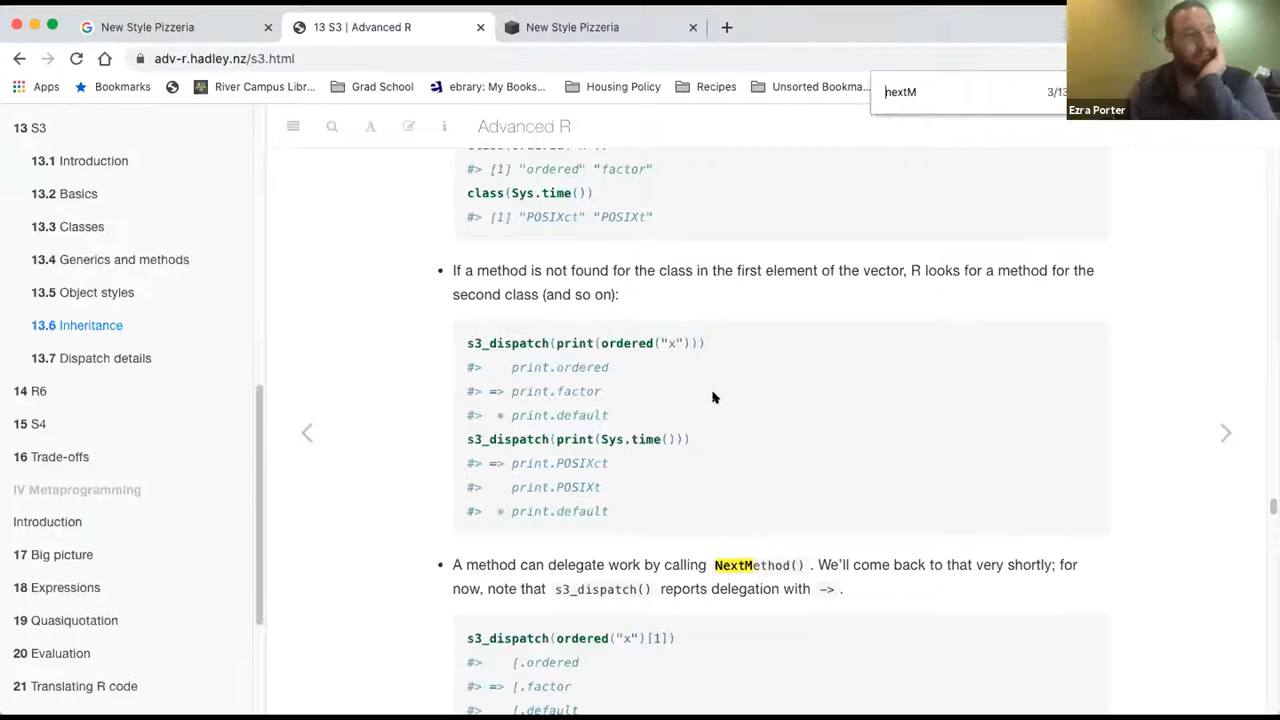 New Style Pizzeria
13 S3 | Advanced R
New Style Pizzeria
adv-r.hadley.nz/s3.html
Apps
Bookmarks
River Campus Libr...
Grad School
ebrary: My Books...
Housing Policy
Recipes
Unsorted Bookma...
nextM
3/13
Ezra Porter
13 S3
13.1 Introduction
13.2 Basics
13.3 Classes
13.4 Generics and methods
13.5 Object styles
13.6 Inheritance
13.7 Dispatch details
14 R6
15 S4
16 Trade-offs
IV Metaprogramming
Introduction
17 Big picture
18 Expressions
19 Quasiquotation
20 Evaluation
21 Translating R code
Advanced R
#> [1] "ordered" "factor"
class(Sys.time())
#> [1] "POSIXct" "POSIXt"
• If a method is not found for the class in the first element of the vector, R looks for a method for the
second class (and so on):
s3_dispatch(print(ordered("x")))
#>    print.ordered
#> => print.factor
#>  * print.default
s3_dispatch(print(Sys.time()))
#> => print.POSIXct
#>    print.POSIXt
#>  * print.default
• A method can delegate work by calling NextMethod() . We'll come back to that very shortly; for
now, note that s3_dispatch() reports delegation with -> .
s3_dispatch(ordered("x")[1])
#>    [.ordered
#> => [.factor
#>    [.default